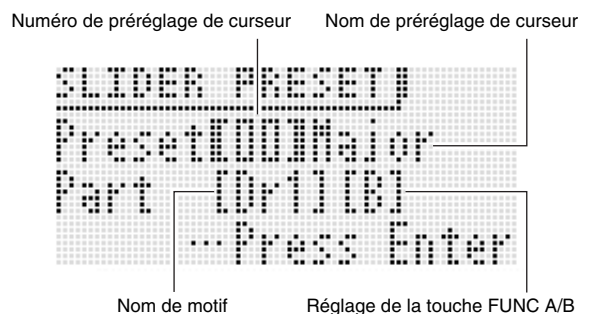 Numéro de préréglage de curseur
Nom de préréglage de curseur
SLIDER PRESET
Preset[00]Major
Part [Dr1][B]
…Press Enter
Nom de motif
Réglage de la touche FUNC A/B